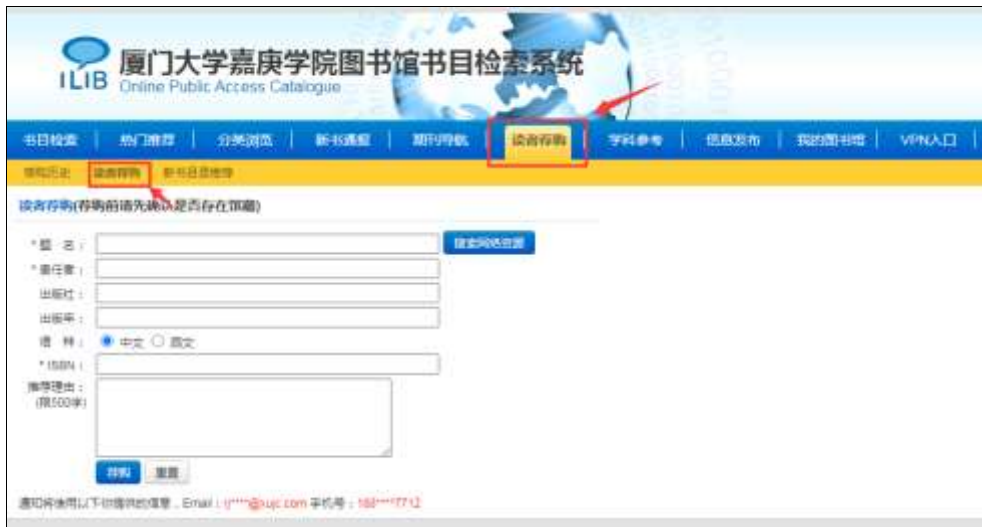 ILIB
厦门大学嘉庚学院图书馆书目检索系统
Online Public Access Catalogue
书目检索 热门推荐 分类浏览 新书通报 期刊导航 读者荐购 学科参考 信息发布 我的图书馆 VPN入口
荐购历史 读者荐购 新书目录推荐
读者荐购(荐购前请先确认是否存在馆藏)
*题 名：
搜索网络资源
*责任者：
出版社：
出版年：
语 种： 中文 西文
*ISBN：
推荐理由：
(限500字)
荐购 重置
通知将使用以下你提供的信息，Email： ****@xujc.com 手机号：